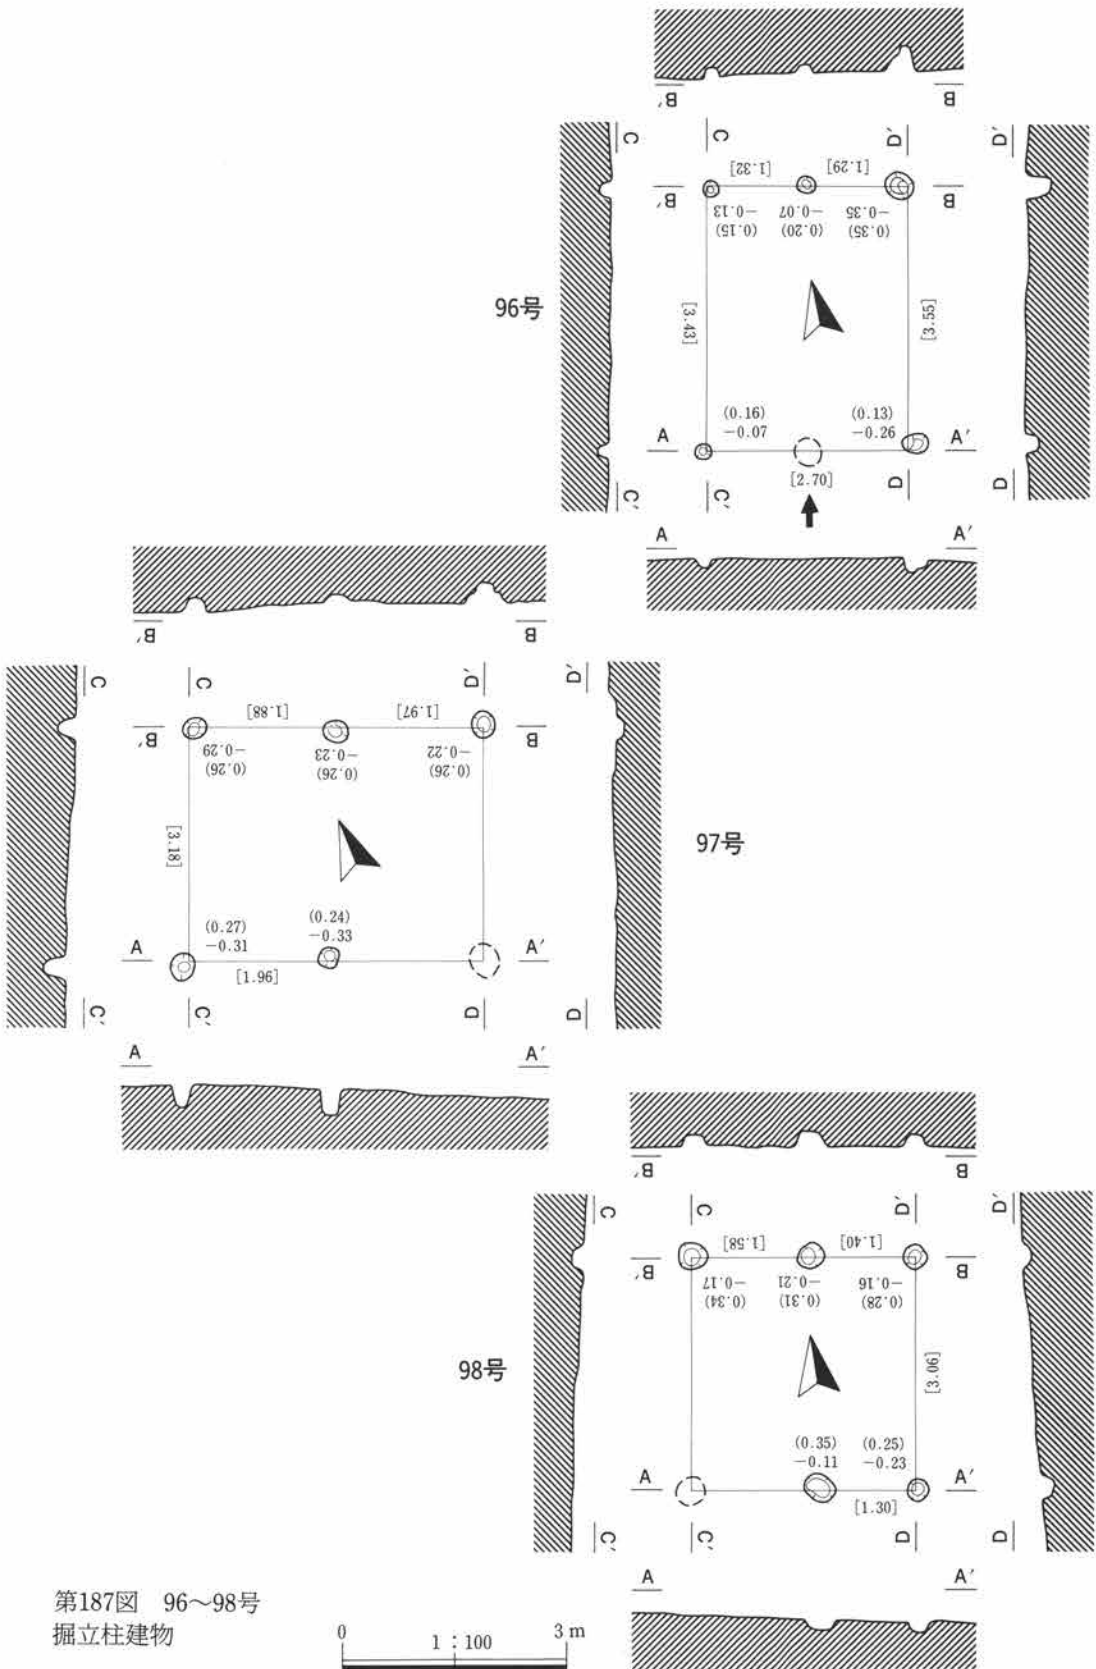 B′ B
C C D′ D′
[1.32] [1.29]
B′ B
-0.13 -0.07 -0.35
(0.15) (0.20) (0.35)
96号
[3.43] [3.55]
(0.16) (0.13)
-0.07 -0.26
A A′
[2.70]
C′ C′ D D
A A′
B′ B
C C D′ D′
[1.88] [1.97]
B′ B
-0.29 -0.23 -0.22
(0.26) (0.26) (0.26)
[3.18]
97号
(0.27) (0.24)
-0.31 -0.33
A A′
[1.96]
C′ C′ D D
A A′
B′ B
C C D′ D′
[1.58] [1.40]
B′ B
-0.17 -0.21 -0.16
(0.34) (0.31) (0.28)
98号
[3.06]
(0.35) (0.25)
-0.11 -0.23
A A′
[1.30]
C′ C′ D D
A A′
第187図 96～98号
掘立柱建物
0 1:100 3 m